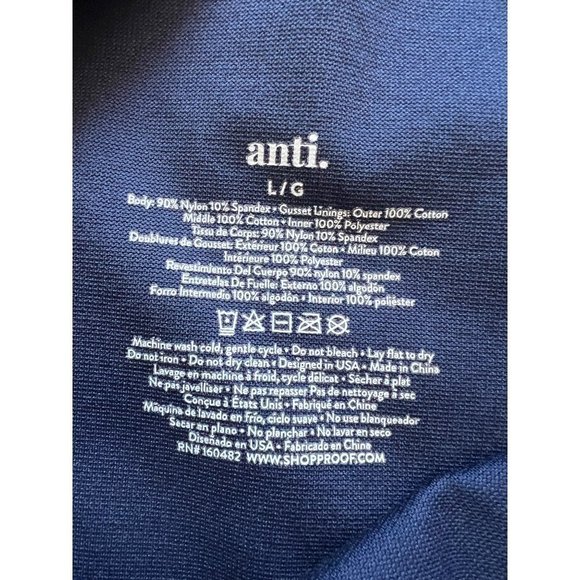 anti.
L / G
Body: 90% Nylon 10% Spandex • Gusset Linings: Outer 100% Cotton
Middle 100% Cotton • Inner 100% Polyester
Tissu de Corps: 90% Nylon 10% Spandex
Doublures de Gousset: Extérieur 100% Coton • Milieu 100% Coton
Intérieure 100% Polyester
Revestimiento Del Cuerpo 90% nylon 10% spandex
Entretelas De Fuelle: Externo 100% algodón
Forro Intermedio 100% algodón • Interior 100% poliéster
Machine wash cold, gentle cycle • Do not bleach • Lay flat to dry
Do not iron • Do not dry clean • Designed in USA • Made in China
Lavage en machine à froid, cycle délicat • Sécher à plat
Ne pas javelliser • Ne pas repasser Pas de nettoyage à sec
Conçue à États Unis • Fabriqué en Chine
Máquina de lavado en frío, ciclo suave • No use blanqueador
Secar en plano • No planchar • No lavar en seco
Diseñado en USA • Fabricado en China
RN# 160482 WWW.SHOPPROOF.COM